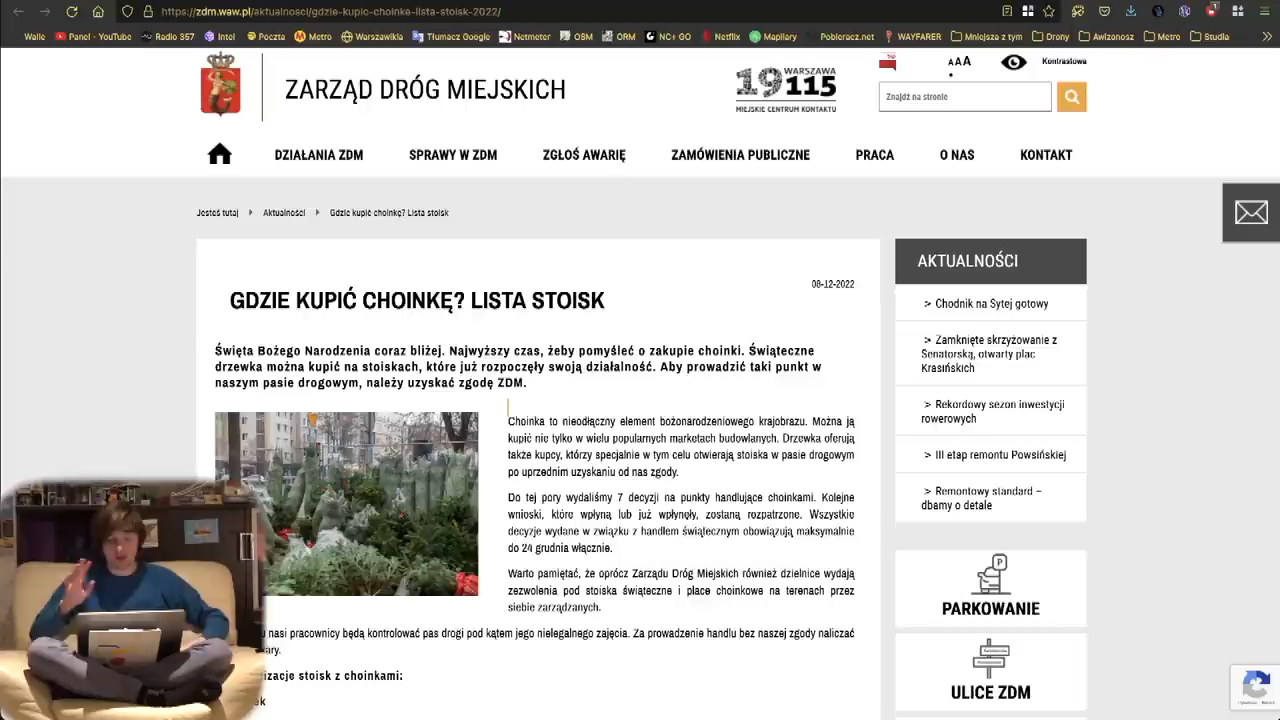 https://zdm.waw.pl/aktualnosci/gdzie-kupic-choinke-lista-stoisk-2022/
Walle Panel - YouTube Radio 357 Intel Poczta Metro Warszawikia Tłumacz Google Netmeter OSM ORM NC+ GO Netflix Mapillary Pobieracz.net WAYFARER Mniejsza z tym Drony Awizowano Metro Studia
ZARZĄD DRÓG MIEJSKICH
19 WARSZAWA 115
MIEJSKIE CENTRUM KONTAKTU
bip
A A A
Kontrastowa
Znajdź na stronie
DZIAŁANIA ZDM SPRAWY W ZDM ZGŁOŚ AWARIĘ ZAMÓWIENIA PUBLICZNE PRACA O NAS KONTAKT
Jesteś tutaj Aktualności Gdzie kupić choinkę? Lista stoisk
08-12-2022
GDZIE KUPIĆ CHOINKĘ? LISTA STOISK
Święta Bożego Narodzenia coraz bliżej. Najwyższy czas, żeby pomyśleć o zakupie choinki. Świąteczne
drzewka można kupić na stoiskach, które już rozpoczęły swoją działalność. Aby prowadzić taki punkt w
naszym pasie drogowym, należy uzyskać zgodę ZDM.
Choinka to nieodłączny element bożonarodzeniowego krajobrazu. Można ją
kupić nie tylko w wielu popularnych marketach budowlanych. Drzewka oferują
także kupcy, którzy specjalnie w tym celu otwierają stoiska w pasie drogowym
po uprzednim uzyskaniu od nas zgody.
Do tej pory wydaliśmy 7 decyzji na punkty handlujące choinkami. Kolejne
wnioski, które wpłyną lub już wpłynęły, zostaną rozpatrzone. Wszystkie
decyzje wydane w związku z handlem świątecznym obowiązują maksymalnie
do 24 grudnia włącznie.
Warto pamiętać, że oprócz Zarządu Dróg Miejskich również dzielnice wydają
zezwolenia pod stoiska świąteczne i place choinkowe na terenach przez
siebie zarządzanych.
nasi pracownicy będą kontrolować pas drogi pod kątem jego nielegalnego zajęcia. Za prowadzenie handlu bez naszej zgody naliczać
ary.
izacje stoisk z choinkami:
AKTUALNOŚCI
> Chodnik na Sytej gotowy
> Zamknięte skrzyżowanie z
Senatorską, otwarty plac
Krasińskich
> Rekordowy sezon inwestycji
rowerowych
> III etap remontu Powsińskiej
> Remontowy standard –
dbamy o detale
P
PARKOWANIE
ULICE ZDM